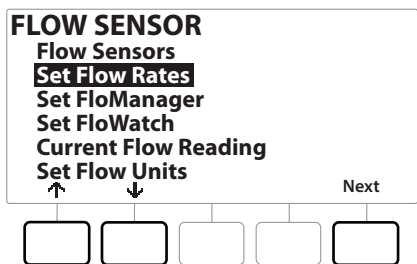 FLOW SENSOR
Flow Sensors
Set Flow Rates
Set FloManager
Set FloWatch
Current Flow Reading
Set Flow Units
Next